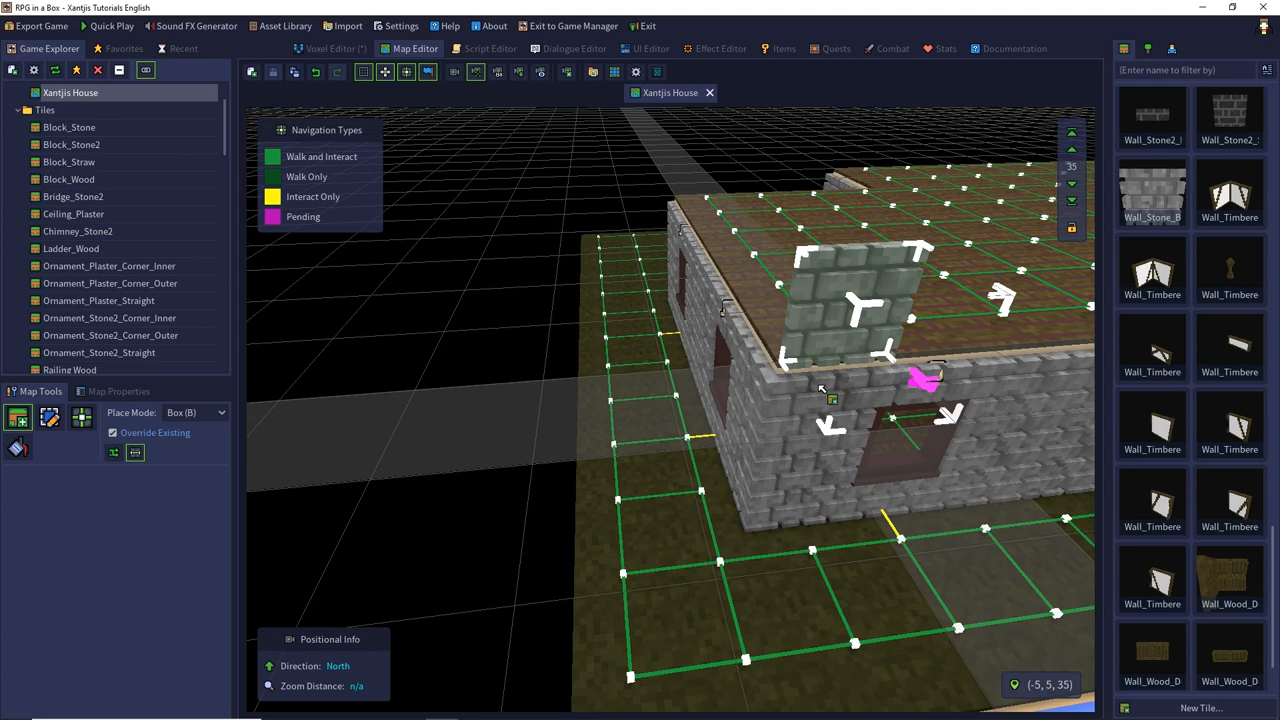 RPG in a Box - Xantjis Tutorials English
Export Game Quick Play Sound FX Generator Asset Library Import Settings Help About Exit to Game Manager Exit
Game Explorer Favorites Recent Voxel Editor (*) Map Editor Script Editor Dialogue Editor UI Editor Effect Editor Items Quests Combat Stats Documentation
(Enter name to filter by)
Xantjis House
Xantjis House
Tiles
Block_Stone
Block_Stone2
Block_Straw
Block_Wood
Bridge_Stone2
Ceiling_Plaster
Chimney_Stone2
Ladder_Wood
Ornament_Plaster_Corner_Inner
Ornament_Plaster_Corner_Outer
Ornament_Plaster_Straight
Ornament_Stone2_Corner_Inner
Ornament_Stone2_Corner_Outer
Ornament_Stone2_Straight
Railing Wood
Map Tools Map Properties
Place Mode: Box (B)
Override Existing
Navigation Types
Walk and Interact
Walk Only
Interact Only
Pending
35
Positional Info
Direction: North
Zoom Distance: n/a
(-5, 5, 35)
Wall_Stone2_ Wall_Stone2_
Wall_Stone_B Wall_Timbere
Wall_Timbere Wall_Timbere
Wall_Timbere Wall_Timbere
Wall_Timbere Wall_Timbere
Wall_Timbere Wall_Timbere
Wall_Timbere Wall_Wood_D
Wall_Wood_D Wall_Wood_D
New Tile...